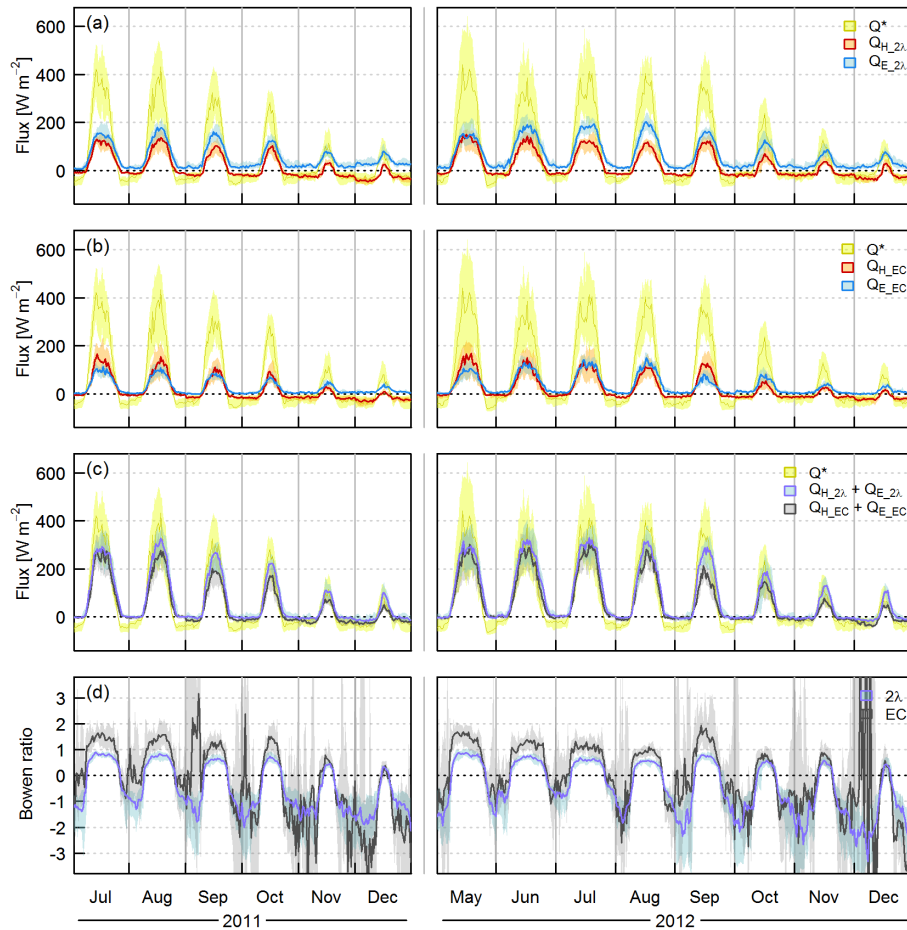 (a)
Q*
Q_H_2λ
Q_E_2λ
Flux [W m⁻²]
600
400
200
0
(b)
Q*
Q_H_EC
Q_E_EC
Flux [W m⁻²]
600
400
200
0
(c)
Q*
Q_H_2λ + Q_E_2λ
Q_H_EC + Q_E_EC
Flux [W m⁻²]
600
400
200
0
(d)
2λ
EC
Bowen ratio
3
2
1
0
-1
-2
-3
Jul Aug Sep Oct Nov Dec May Jun Jul Aug Sep Oct Nov Dec
2011 2012